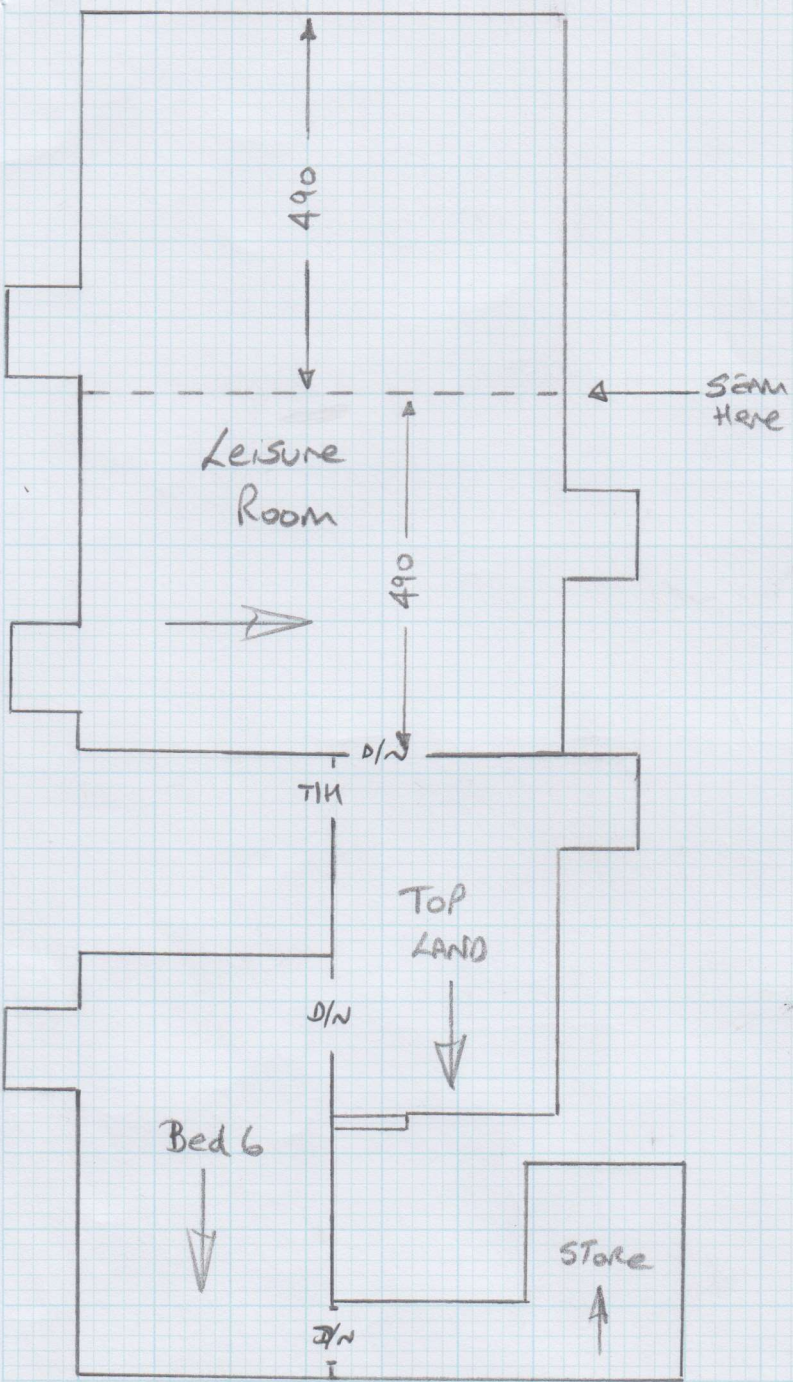 490
SEAM
Here
Leisure
Room
490
D/N
T/H
TOP
LAND
D/N
Bed 6
STORE
D/N